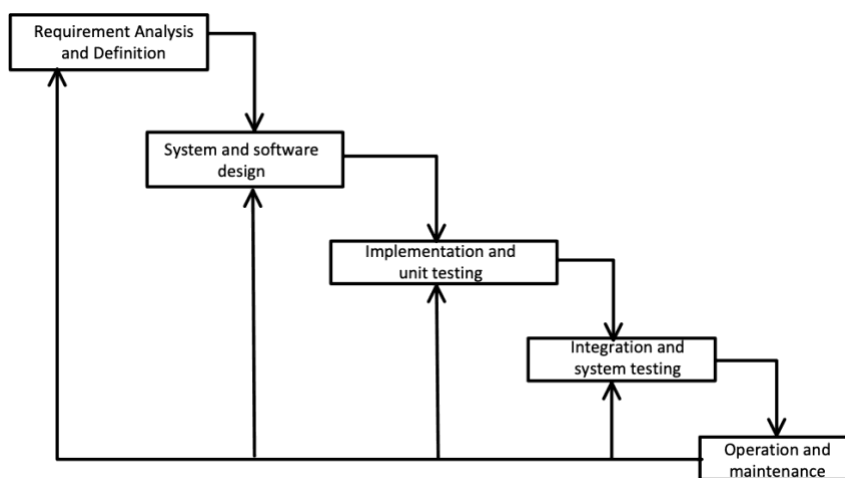 Requirement Analysis
and Definition
System and software
design
Implementation and
unit testing
Integration and
system testing
Operation and
maintenance